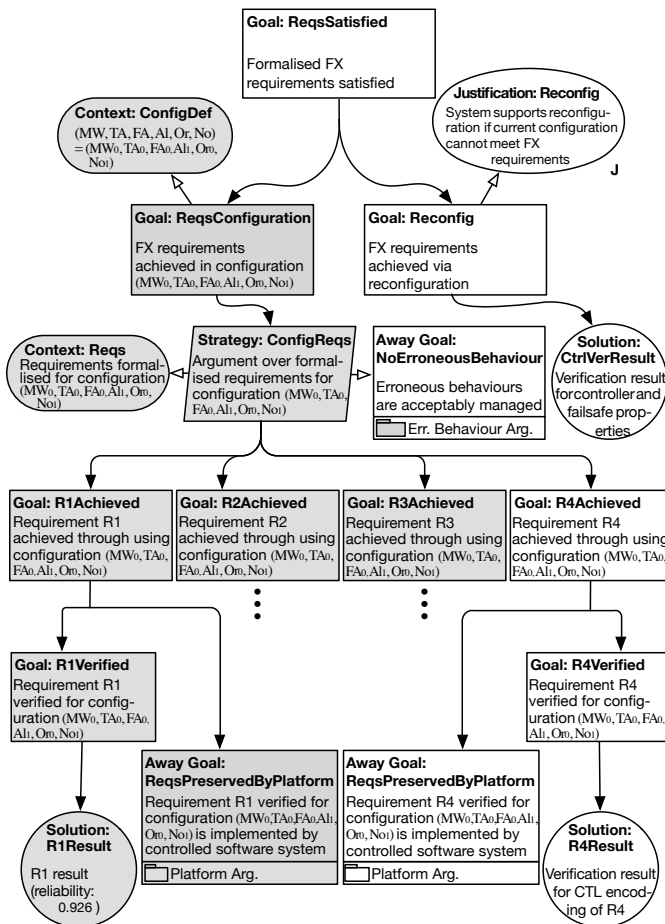 Goal: ReqsSatisfied
Formalised FX
requirements satisfied
Context: ConfigDef
(MW, TA, FA, Al, Or, No)
= (MW0, TA0, FA0,Al1, Or0,
No1)
Justification: Reconfig
System supports reconfigu-
ration if current configuration
cannot meet FX
requirements
J
Goal: ReqsConfiguration
FX requirements
achieved in configuration
(MW0, TA0, FA0,Al1, Or0, No1)
Goal: Reconfig
FX requirements
achieved via
reconfiguration
Context: Reqs
Requirements formal-
ised for configuration
(MW0, TA0, FA0,Al1, Or0,
No1)
Strategy: ConfigReqs
Argument over formal-
ised requirements for
configuration (MW0, TA0,
FA0,Al1, Or0, No1)
Away Goal:
NoErroneousBehaviour
Erroneous behaviours
are acceptably managed
Err. Behaviour Arg.
Solution:
CtrlVerResult
Verification result
for controller and
failsafe prop-
erties
Goal: R1Achieved
Requirement R1
achieved through using
configuration (MW0, TA0,
FA0,Al1, Or0, No1)
Goal: R2Achieved
Requirement R2
achieved through using
configuration (MW0, TA0,
FA0,Al1, Or0, No1)
Goal: R3Achieved
Requirement R3
achieved through using
configuration (MW0, TA0,
FA0,Al1, Or0, No1)
Goal: R4Achieved
Requirement R4
achieved through using
configuration (MW0, TA0,
FA0,Al1, Or0, No1)
Goal: R1Verified
Requirement R1
verified for config-
uration (MW0, TA0, FA0,
Al1, Or0, No1)
Goal: R4Verified
Requirement R4
verified for config-
uration (MW0, TA0, FA0,
Al1, Or0, No1)
Solution:
R1Result
R1 result
(reliability:
0.926 )
Away Goal:
ReqsPreservedByPlatform
Requirement R1 verified for
configuration (MW0,TA0,FA0,Al1,
Or0, No1) is implemented by
controlled software system
Platform Arg.
Away Goal:
ReqsPreservedByPlatform
Requirement R4 verified for
configuration (MW0,TA0,FA0,Al1,
Or0, No1) is implemented by
controlled software system
Platform Arg.
Solution:
R4Result
Verification result
for CTL encod-
ing of R4